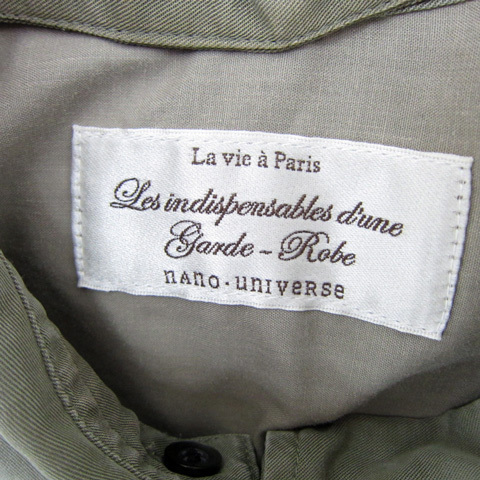 La vie à Paris
Les indispensables d'une
Garde - Robe
nano · universe